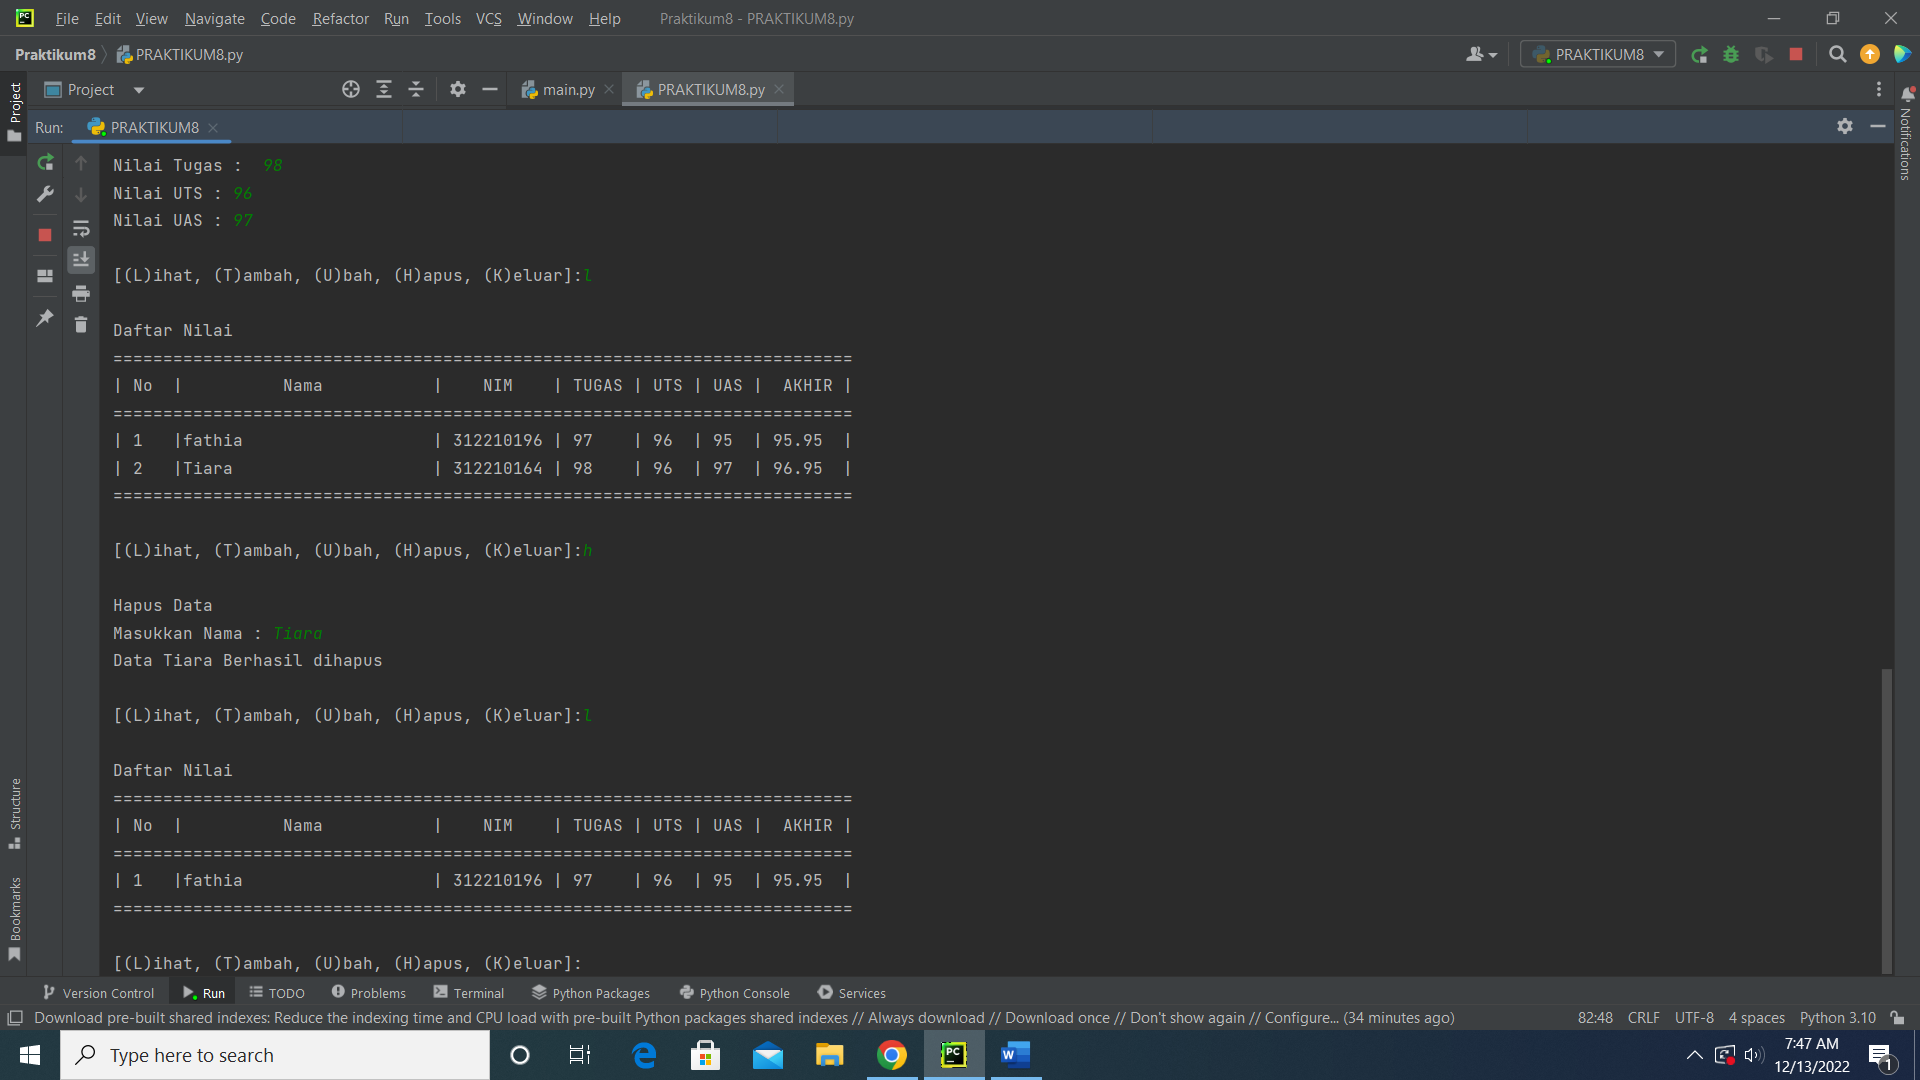 File Edit View Navigate Code Refactor Run Tools VCS Window Help Praktikum8 - PRAKTIKUM8.py
Praktikum8 PRAKTIKUM8.py PRAKTIKUM8
Project Project main.py PRAKTIKUM8.py
Notifications
Run: PRAKTIKUM8
Nilai Tugas :  98
Nilai UTS : 96
Nilai UAS : 97
[(L)ihat, (T)ambah, (U)bah, (H)apus, (K)eluar]:l
Daftar Nilai
==========================================================================
| No  |          Nama           |    NIM    | TUGAS | UTS | UAS |  AKHIR |
==========================================================================
| 1   |fathia                   | 312210196 | 97    | 96  | 95  | 95.95  |
| 2   |Tiara                    | 312210164 | 98    | 96  | 97  | 96.95  |
==========================================================================
[(L)ihat, (T)ambah, (U)bah, (H)apus, (K)eluar]:h
Hapus Data
Masukkan Nama : Tiara
Data Tiara Berhasil dihapus
[(L)ihat, (T)ambah, (U)bah, (H)apus, (K)eluar]:l
Daftar Nilai
==========================================================================
| No  |          Nama           |    NIM    | TUGAS | UTS | UAS |  AKHIR |
==========================================================================
| 1   |fathia                   | 312210196 | 97    | 96  | 95  | 95.95  |
==========================================================================
[(L)ihat, (T)ambah, (U)bah, (H)apus, (K)eluar]:
Structure
Bookmarks
Version Control Run TODO Problems Terminal Python Packages Python Console Services
Download pre-built shared indexes: Reduce the indexing time and CPU load with pre-built Python packages shared indexes // Always download // Download once // Don't show again // Configure... (34 minutes ago) 82:48 CRLF UTF-8 4 spaces Python 3.10
Type here to search
7:47 AM
12/13/2022
1